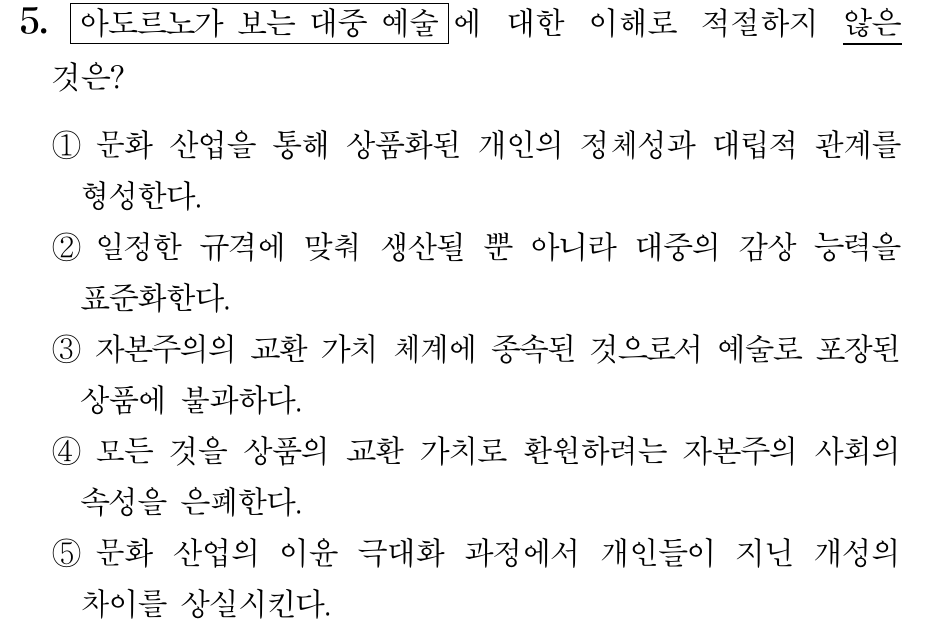 5. 아도르노가 보는 대중 예술에 대한 이해로 적절하지 않은
것은?
① 문화 산업을 통해 상품화된 개인의 정체성과 대립적 관계를
형성한다.
② 일정한 규격에 맞춰 생산될 뿐 아니라 대중의 감상 능력을
표준화한다.
③ 자본주의의 교환 가치 체계에 종속된 것으로서 예술로 포장된
상품에 불과하다.
④ 모든 것을 상품의 교환 가치로 환원하려는 자본주의 사회의
속성을 은폐한다.
⑤ 문화 산업의 이윤 극대화 과정에서 개인들이 지닌 개성의
차이를 상실시킨다.